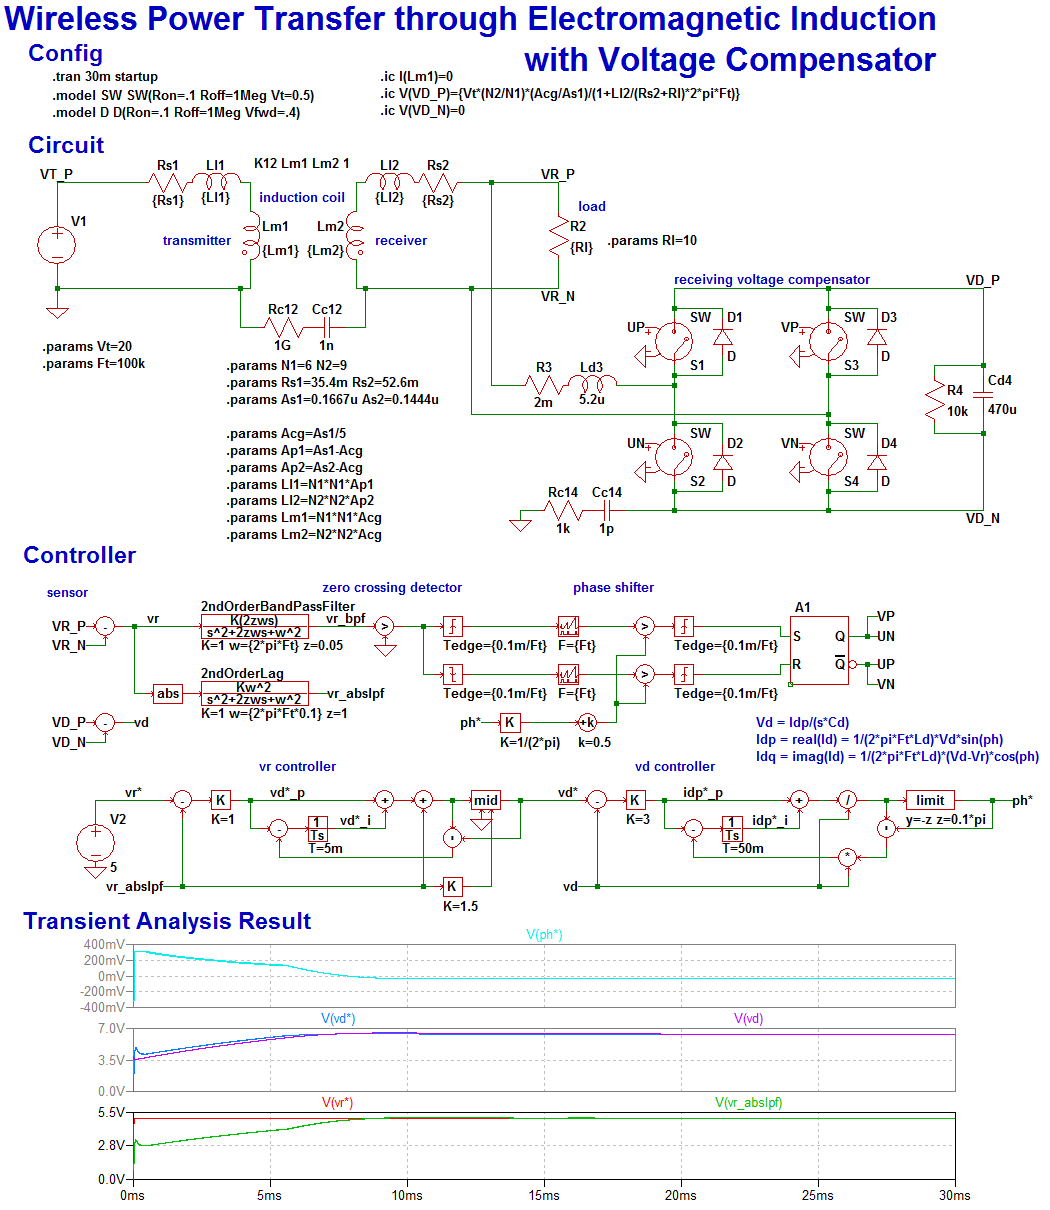 Wireless Power Transfer through Electromagnetic Induction
with Voltage Compensator
Config
.tran 30m startup
.model SW SW(Ron=.1 Roff=1Meg Vt=0.5)
.model D D(Ron=.1 Roff=1Meg Vfwd=.4)
.ic I(Lm1)=0
.ic V(VD_P)={Vt*(N2/N1)*(Acg/As1)/(1+Ll2/(Rs2+Rl)*2*pi*Ft)}
.ic V(VD_N)=0
Circuit
VT_P
Rs1
{Rs1}
Ll1
{Ll1}
K12 Lm1 Lm2 1
Ll2
{Ll2}
Rs2
{Rs2}
VR_P
induction coil
load
V1
Lm1
{Lm1}
Lm2
{Lm2}
transmitter
receiver
R2
{Rl}
.params Rl=10
VR_N
receiving voltage compensator
VD_P
Rc12
1G
Cc12
1n
.params Vt=20
.params Ft=100k
.params N1=6 N2=9
.params Rs1=35.4m Rs2=52.6m
.params As1=0.1667u As2=0.1444u
.params Acg=As1/5
.params Ap1=As1-Acg
.params Ap2=As2-Acg
.params Ll1=N1*N1*Ap1
.params Ll2=N2*N2*Ap2
.params Lm1=N1*N1*Acg
.params Lm2=N2*N2*Acg
UP
SW
D1
D
S1
VP
SW
D3
D
S3
R3
2m
Ld3
5.2u
R4
10k
Cd4
470u
UN
SW
D2
D
S2
VN
SW
D4
D
S4
Rc14
1k
Cc14
1p
VD_N
Controller
sensor
zero crossing detector
phase shifter
VR_P
VR_N
-
vr
2ndOrderBandPassFilter
K(2zws)
s^2+2zws+w^2
K=1 w={2*pi*Ft} z=0.05
vr_bpf
>
Tedge={0.1m/Ft}
F={Ft}
>
Tedge={0.1m/Ft}
A1
S
Q
R
Q
VP
UN
UP
VN
abs
2ndOrderLag
Kw^2
s^2+2zws+w^2
K=1 w={2*pi*Ft*0.1} z=1
vr_abslpf
Tedge={0.1m/Ft}
F={Ft}
>
Tedge={0.1m/Ft}
VD_P
VD_N
-
vd
ph*
K
K=1/(2*pi)
+k
k=0.5
Vd = Idp/(s*Cd)
Idp = real(Id) = 1/(2*pi*Ft*Ld)*Vd*sin(ph)
Idq = imag(Id) = 1/(2*pi*Ft*Ld)*(Vd-Vr)*cos(ph)
vr controller
vd controller
vr*
-
K
K=1
vd*_p
+
+
mid
vd*
-
K
K=3
idp*_p
+
/
limit
y=-z z=0.1*pi
ph*
V2
5
-
1
Ts
T=5m
vd*_i
-
1
Ts
T=50m
idp*_i
*
vr_abslpf
K
K=1.5
vd
Transient Analysis Result
V(ph*)
400mV
200mV
0mV
-200mV
-400mV
V(vd*)
V(vd)
7.0V
3.5V
0.0V
V(vr*)
V(vr_abslpf)
5.5V
2.8V
0.0V
0ms
5ms
10ms
15ms
20ms
25ms
30ms